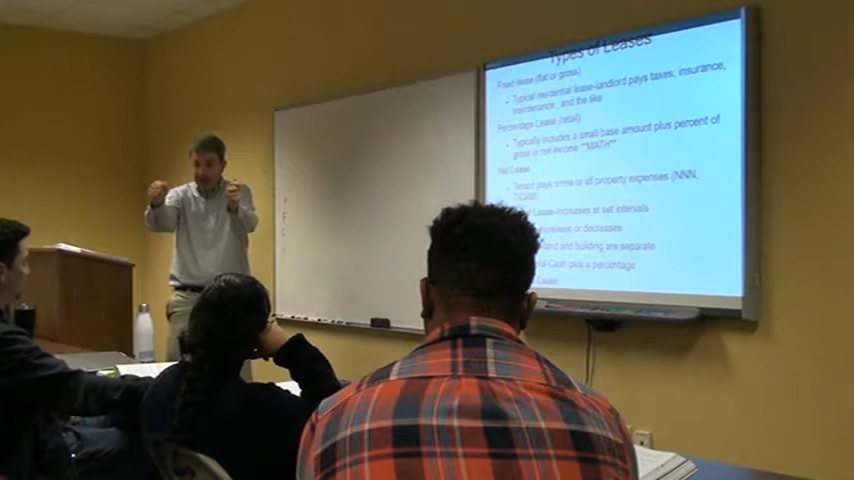 Types of Leases
Fixed lease (flat or gross)
Typical residential lease-landlord pays taxes, insurance,
maintenance, and the like
Percentage Lease (retail)
Typically includes a small base amount plus percent of
gross or net income **MATH**
Net Lease
Tenant pays some or all property expenses (NNN,
Lease-Increases at set intervals
increases or decreases
and and building are separate
Cash plus a percentage
Lease